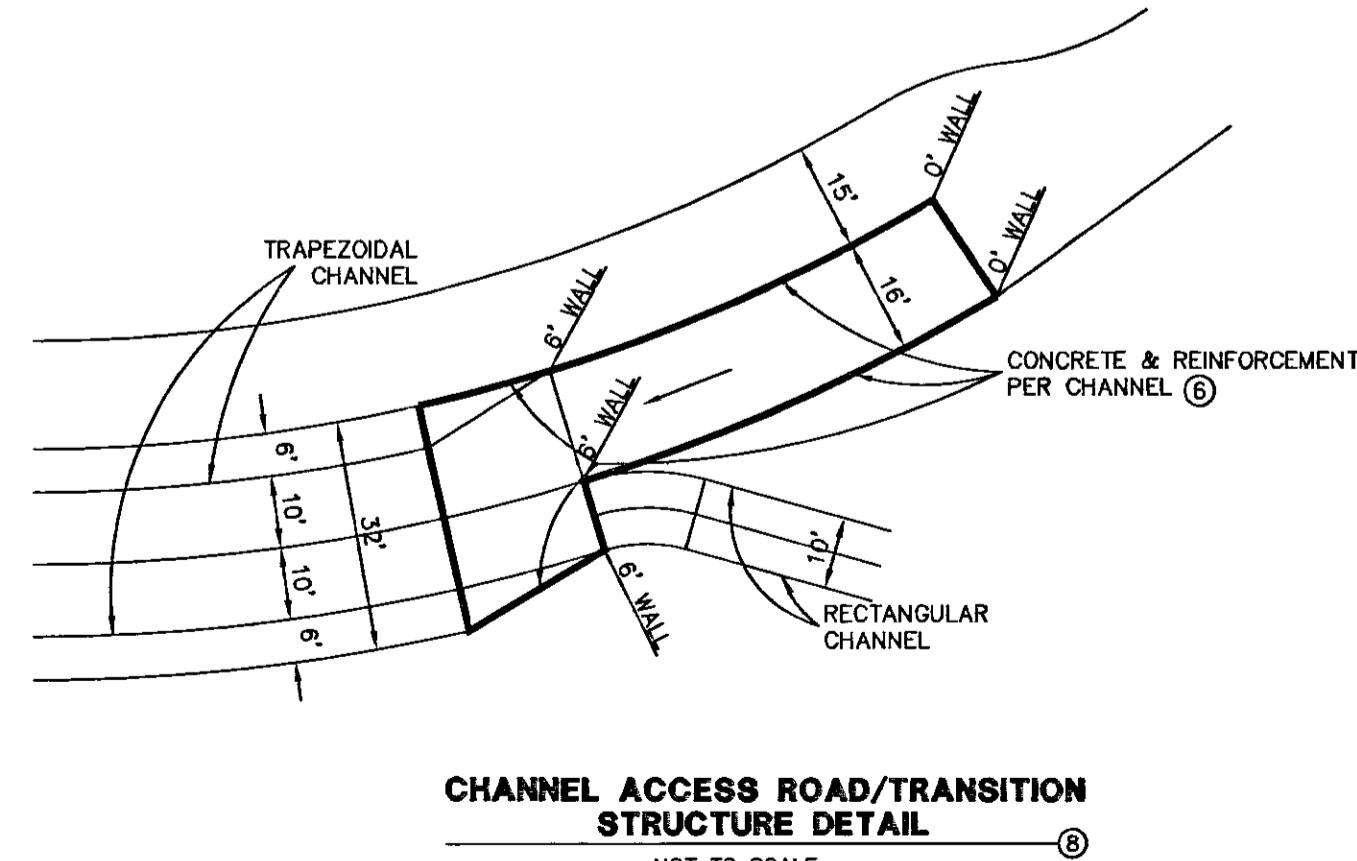 0' WALL
15'
0' WALL
TRAPEZOIDAL
CHANNEL
16'
6' WALL
CONCRETE & REINFORCEMENT
PER CHANNEL 6
6' WALL
6'
10'
32'
10'
10'
6' WALL
6'
RECTANGULAR
CHANNEL
CHANNEL ACCESS ROAD/TRANSITION
STRUCTURE DETAIL
8
NOT TO SCALE